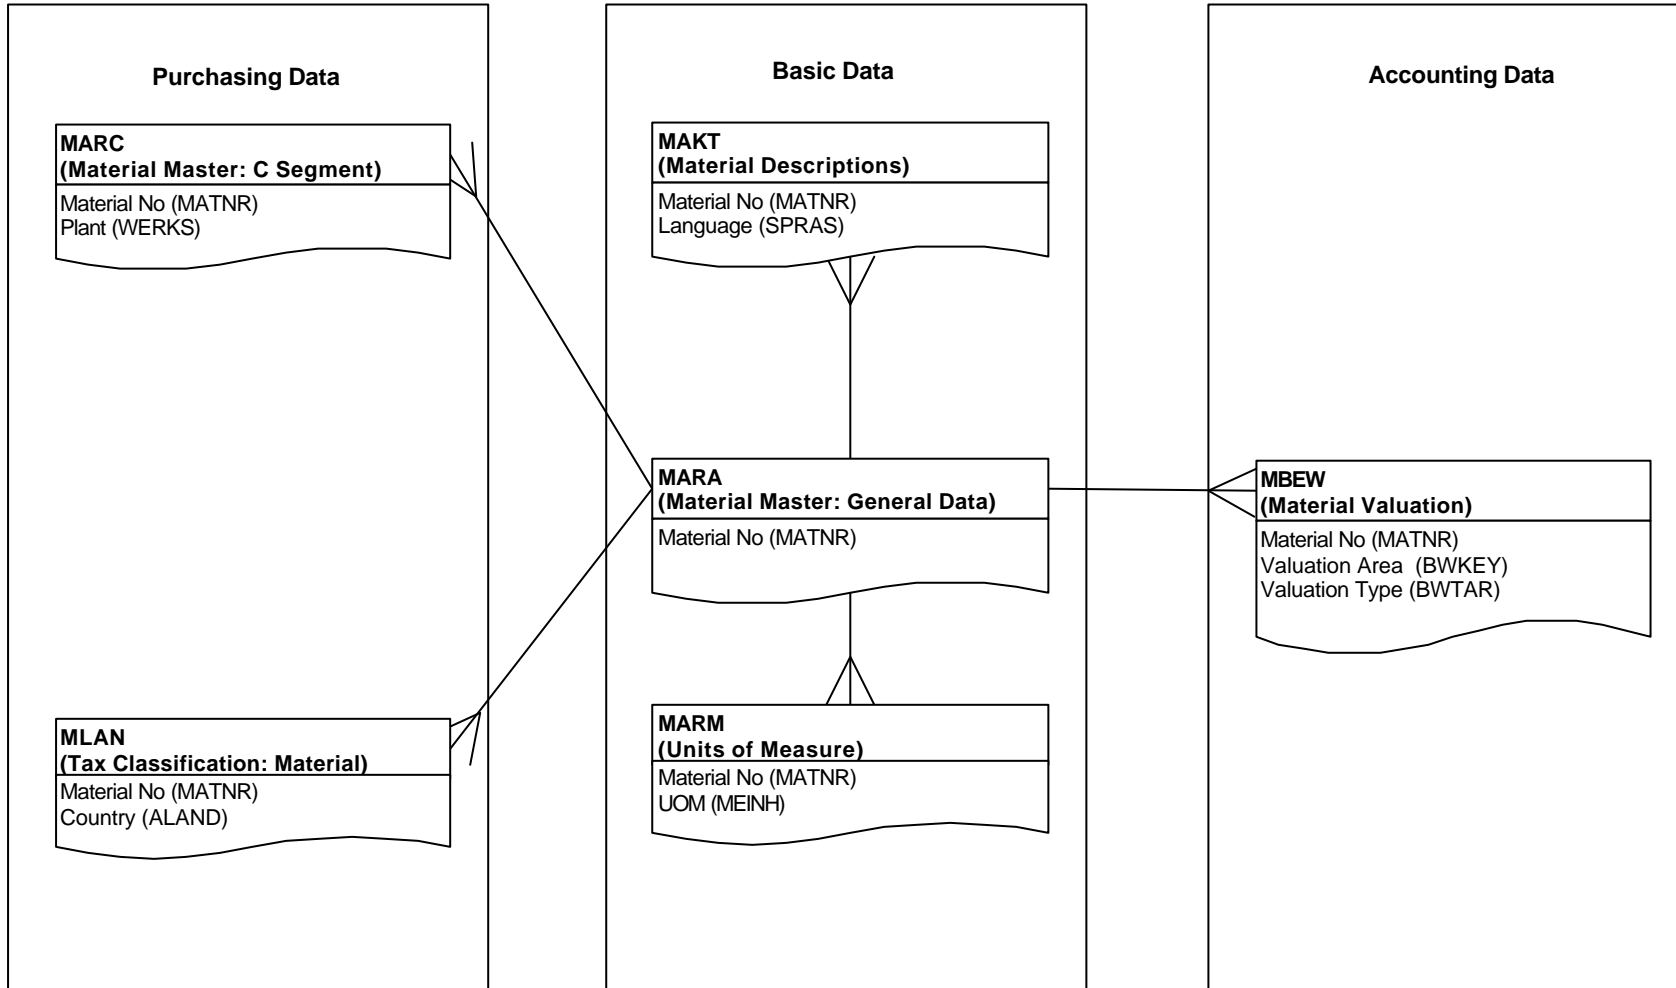 Purchasing Data
MARC
(Material Master: C Segment)
Material No (MATNR)
Plant (WERKS)
MLAN
(Tax Classification: Material)
Material No (MATNR)
Country (ALAND)
Basic Data
MAKT
(Material Descriptions)
Material No (MATNR)
Language (SPRAS)
MARA
(Material Master: General Data)
Material No (MATNR)
MARM
(Units of Measure)
Material No (MATNR)
UOM (MEINH)
Accounting Data
MBEW
(Material Valuation)
Material No (MATNR)
Valuation Area (BWKEY)
Valuation Type (BWTAR)